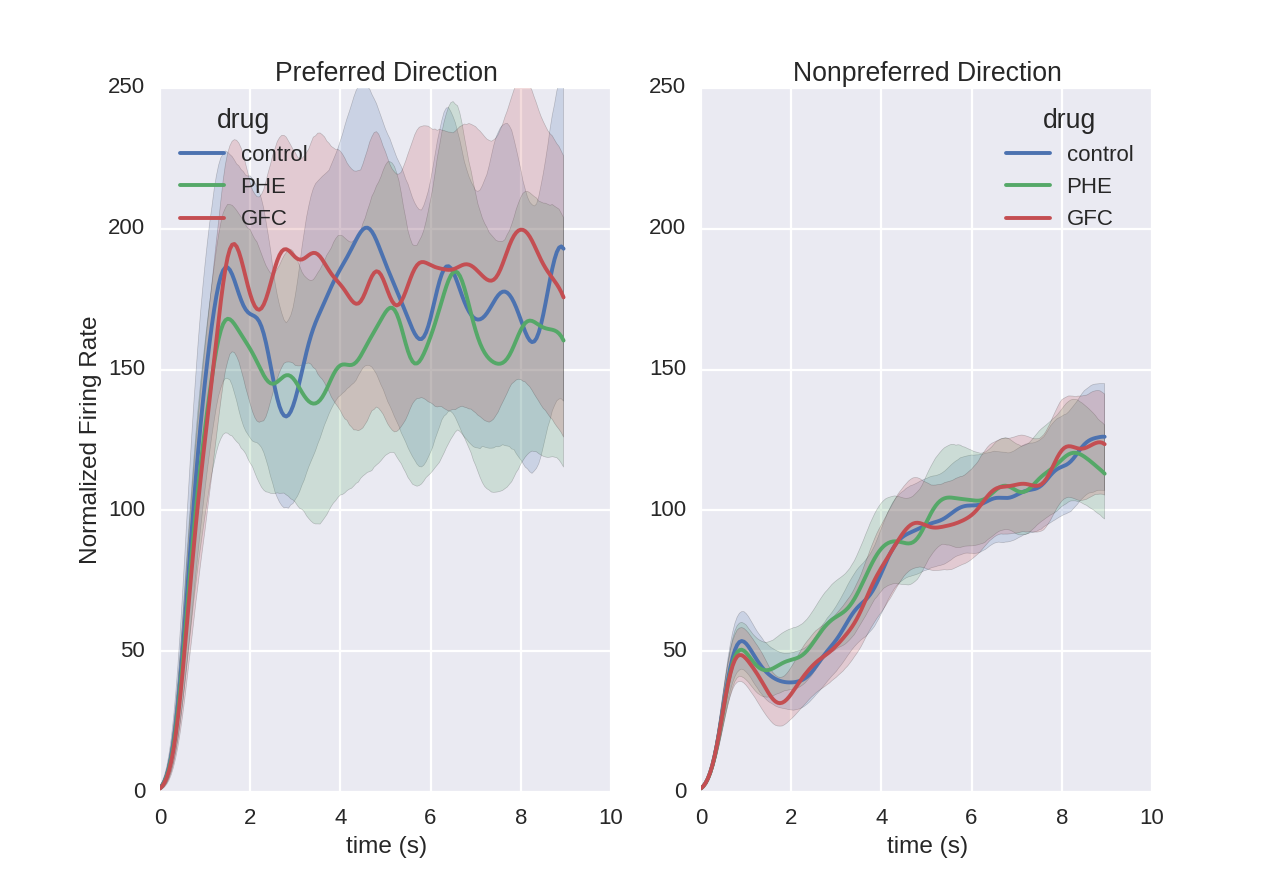 Preferred Direction
Nonpreferred Direction
250
200
150
100
50
0
drug
control
PHE
GFC
Normalized Firing Rate
0 2 4 6 8 10
time (s)
250
200
150
100
50
0
drug
control
PHE
GFC
0 2 4 6 8 10
time (s)